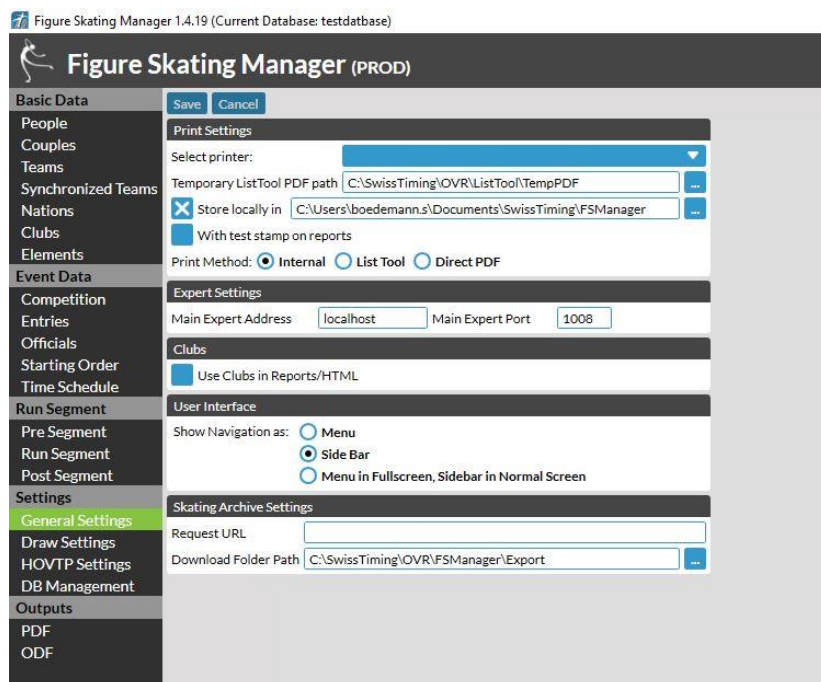 Figure Skating Manager 1.4.19 (Current Database: testdatbase)
Figure Skating Manager (PROD)
Basic Data
People
Couples
Teams
Synchronized Teams
Nations
Clubs
Elements
Event Data
Competition
Entries
Officials
Starting Order
Time Schedule
Run Segment
Pre Segment
Run Segment
Post Segment
Settings
General Settings
Draw Settings
HOVTP Settings
DB Management
Outputs
PDF
ODF
Save Cancel
Print Settings
Select printer:
Temporary ListTool PDF path C:\SwissTiming\OVR\ListTool\TempPDF ...
Store locally in C:\Users\boedemann.s\Documents\SwissTiming\FSManager ...
With test stamp on reports
Print Method: Internal List Tool Direct PDF
Expert Settings
Main Expert Address localhost Main Expert Port 1008
Clubs
Use Clubs in Reports/HTML
User Interface
Show Navigation as: Menu
Side Bar
Menu in Fullscreen, Sidebar in Normal Screen
Skating Archive Settings
Request URL
Download Folder Path C:\SwissTiming\OVR\FSManager\Export ...